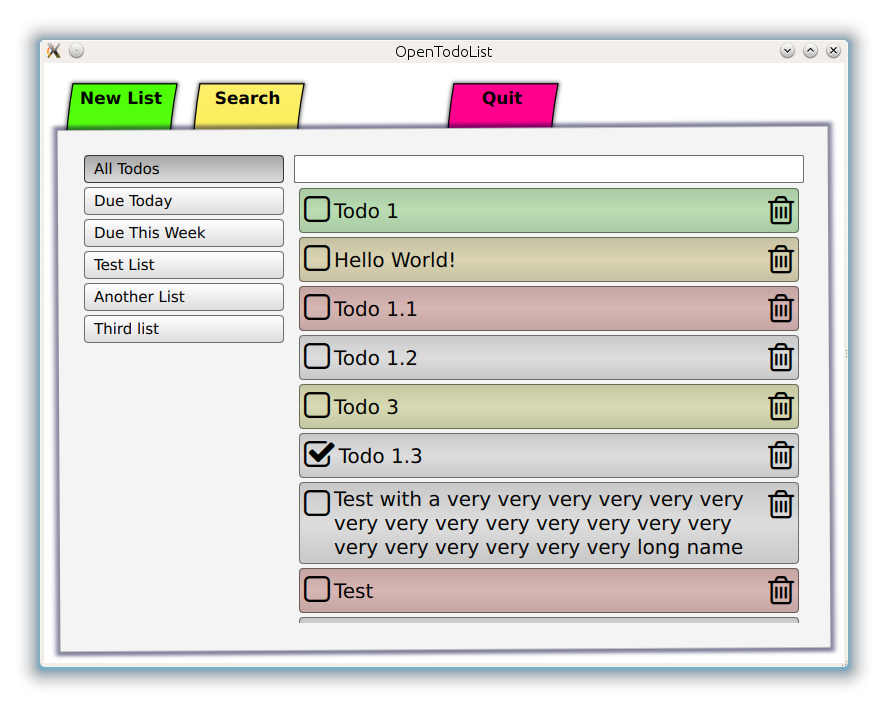 OpenTodoList
New List
Search
Quit
All Todos
Due Today
Due This Week
Test List
Another List
Third list
Todo 1
Hello World!
Todo 1.1
Todo 1.2
Todo 3
Todo 1.3
Test with a very very very very very very
very very very very very very very very
very very very very very very long name
Test